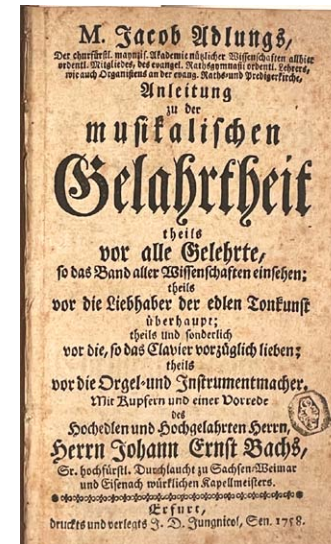 M. Jacob Adlungs,
Der churfürstl. maynzis. Akademie nützlicher Wissenschaften allhier
ordentl. Mitgliedes, des evangel. Rathsgymnasii ordentl. Lehrers,
wie auch Organistens an der evang. Raths- und Predigerkirche,
Anleitung
zu der
musikalischen
Gelahrtheit
theils
vor alle Gelehrte,
so das Band aller Wissenschaften einsehen;
theils
vor die Liebhaber der edlen Tonkunst
überhaupt;
theils und sonderlich
vor die, so das Clavier vorzüglich lieben;
theils
vor die Orgel- und Instrumentmacher.
Mit Kupfern und einer Vorrede
des
Hochedlen und Hochgelahrten Herrn,
Herrn Johann Ernst Bachs,
Sr. hochfürstl. Durchlaucht zu Sachsen-Weimar
und Eisenach würklichen Kapellmeisters.
Erfurt,
druckts und verlegts J. D. Jungnicol, Sen. 1758.